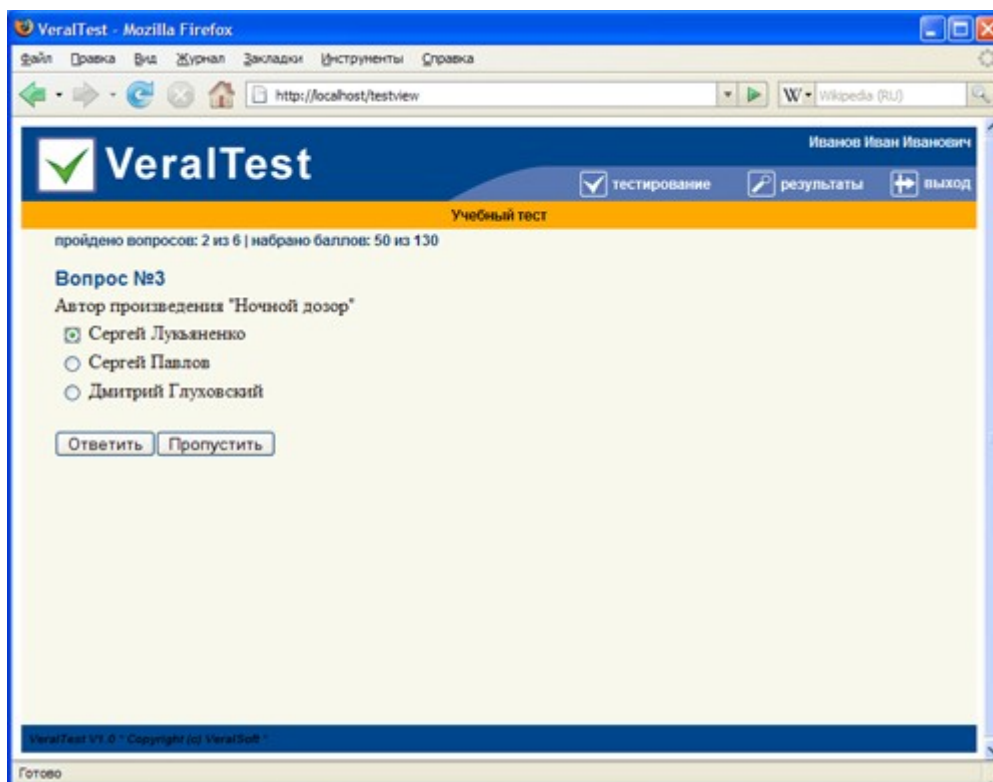 VeralTest - Mozilla Firefox
Файл Правка Вид Журнал Закладки Инструменты Справка
http://localhost/testview W Wikipedia (RU)
Иванов Иван Иванович
VeralTest
тестирование результаты выход
Учебный тест
пройдено вопросов: 2 из 6 | набрано баллов: 50 из 130
Вопрос №3
Автор произведения "Ночной дозор"
Сергей Лукьяненко
Сергей Павлов
Дмитрий Глуховский
Ответить Пропустить
VeralTest V1.0 * Copyright (c) VeralSoft *
Готово